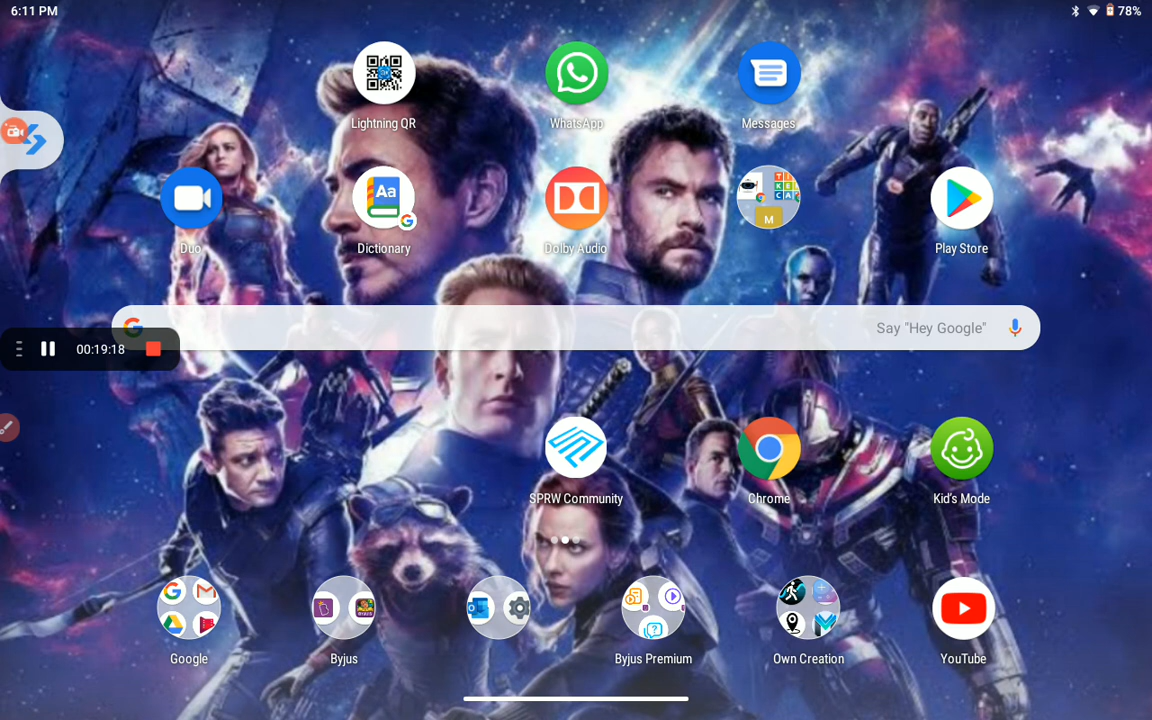 6:11 PM
78%
Lightning QR
WhatsApp
Messages
Duo
Aa
Dictionary
Dolby Audio
M
Play Store
Say "Hey Google"
00:19:18
SPRW Community
Chrome
Kid's Mode
Google
Byjus
Byjus Premium
Own Creation
YouTube